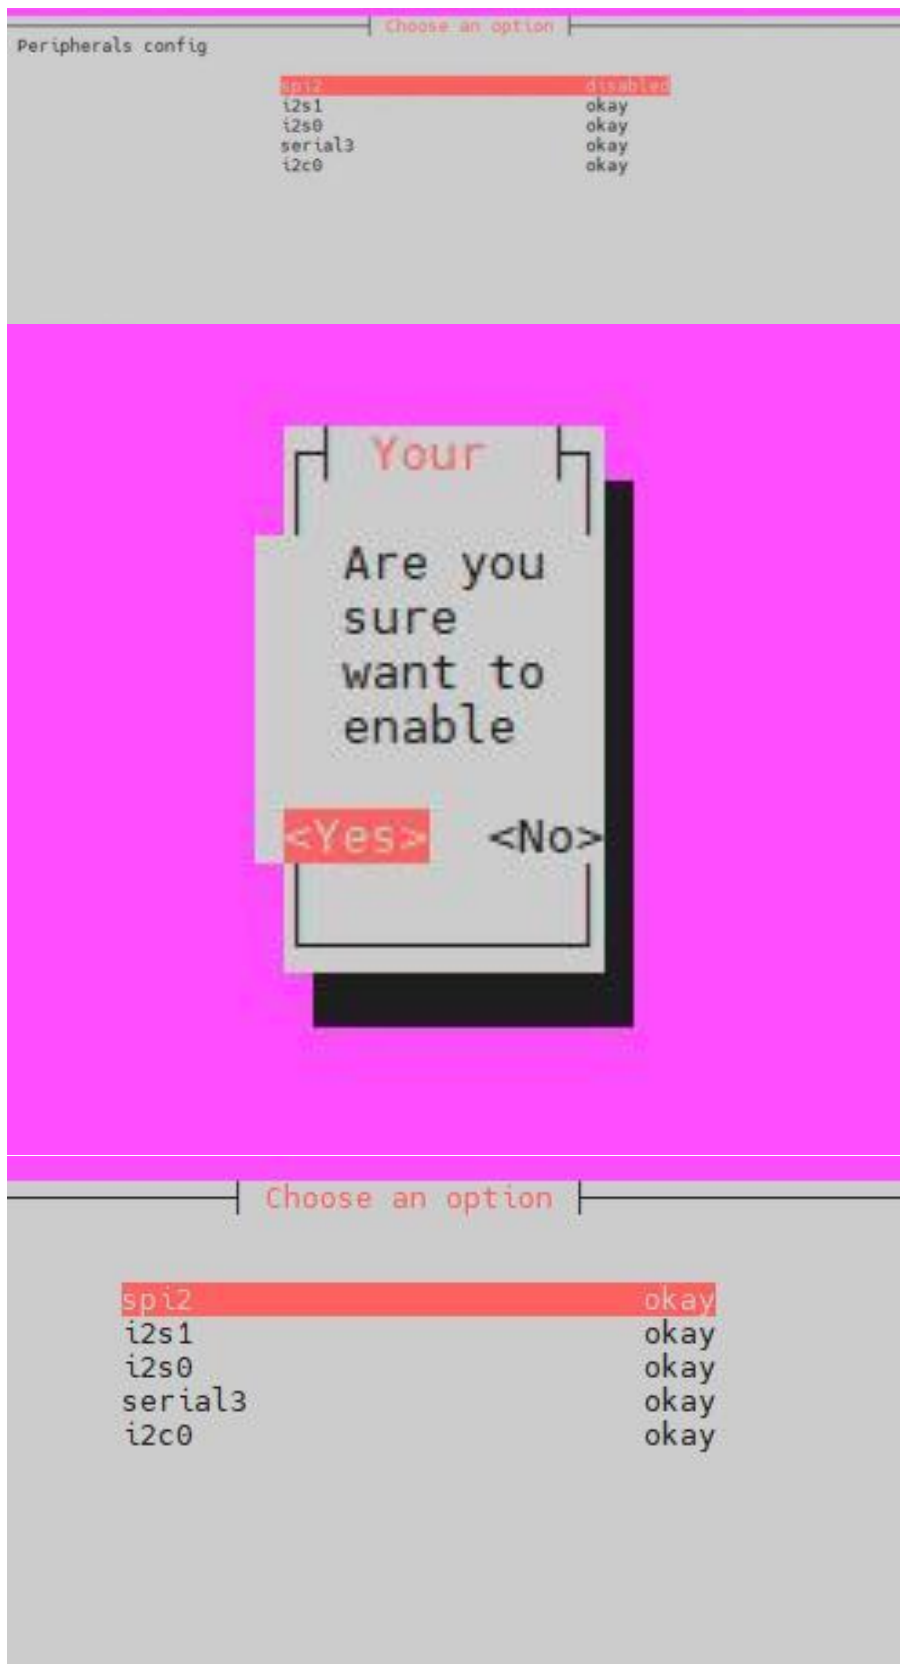 Choose an option
Peripherals config
spi2 disabled
i2s1 okay
i2s0 okay
serial3 okay
i2c0 okay
Your
Are you
sure
want to
enable
<Yes> <No>
Choose an option
spi2 okay
i2s1 okay
i2s0 okay
serial3 okay
i2c0 okay